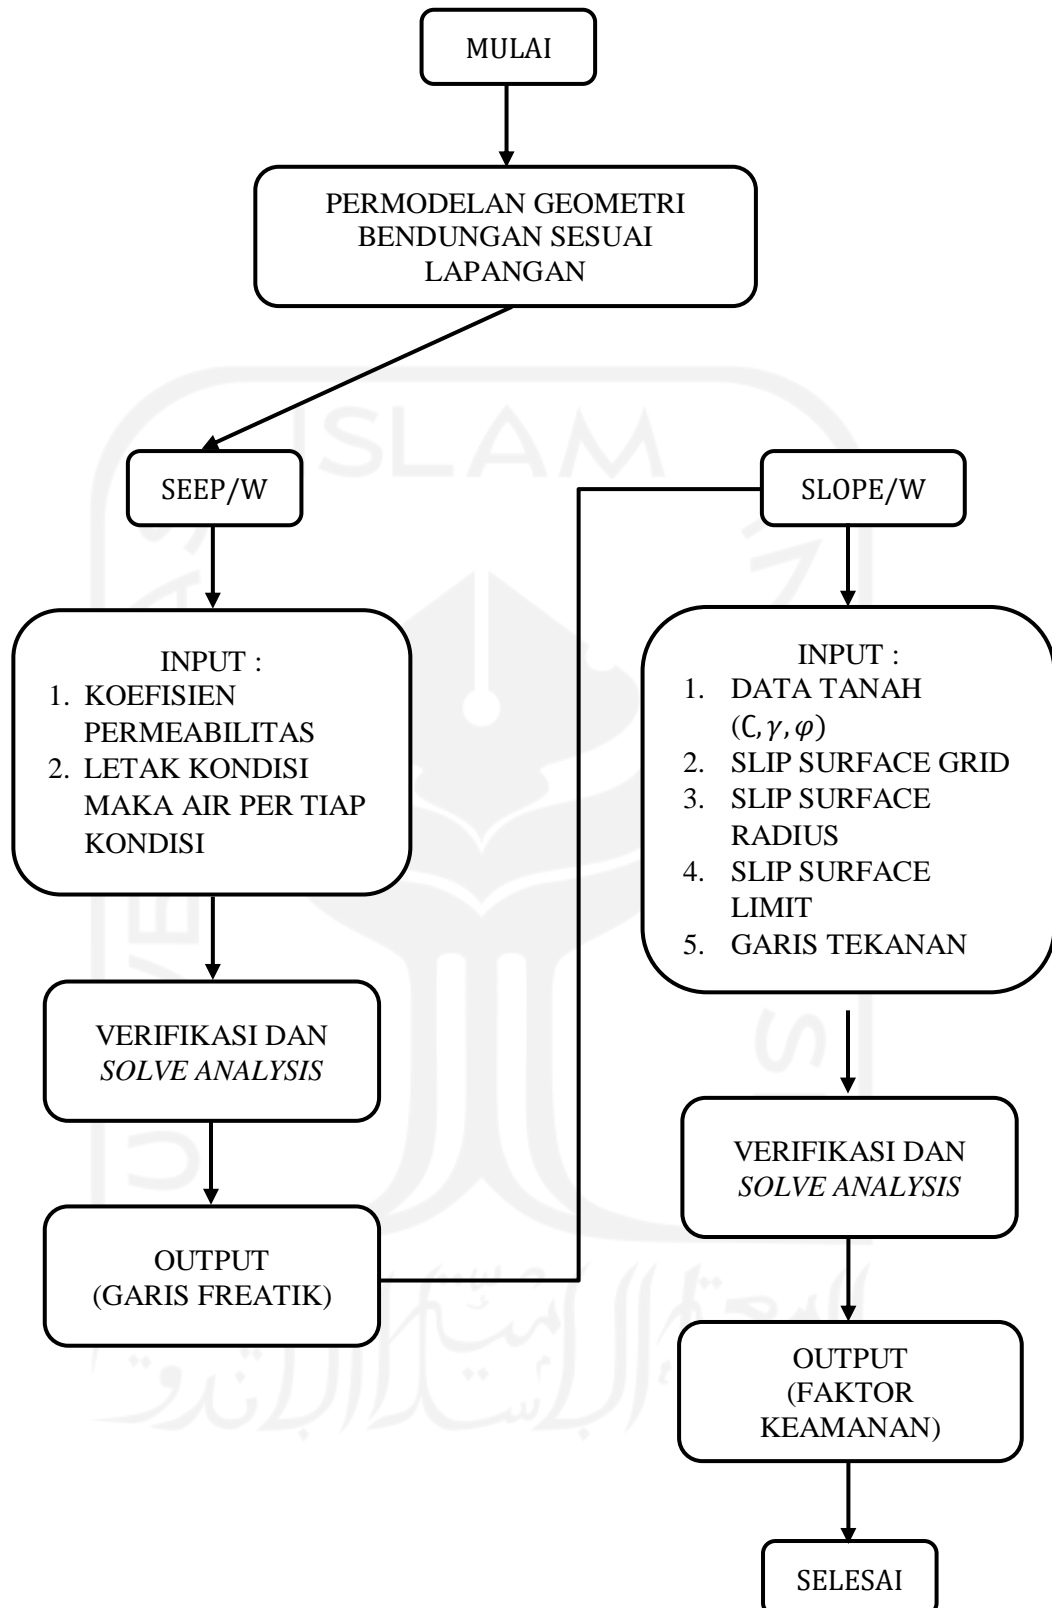 MULAI
PERMODELAN GEOMETRI
BENDUNGAN SESUAI
LAPANGAN
SEEP/W
INPUT :
1. KOEFISIEN
PERMEABILITAS
2. LETAK KONDISI
MAKA AIR PER TIAP
KONDISI
VERIFIKASI DAN
SOLVE ANALYSIS
OUTPUT
(GARIS FREATIK)
SLOPE/W
INPUT :
1. DATA TANAH
(C, γ, φ)
2. SLIP SURFACE GRID
3. SLIP SURFACE
RADIUS
4. SLIP SURFACE
LIMIT
5. GARIS TEKANAN
VERIFIKASI DAN
SOLVE ANALYSIS
OUTPUT
(FAKTOR
KEAMANAN)
SELESAI
ISLAM